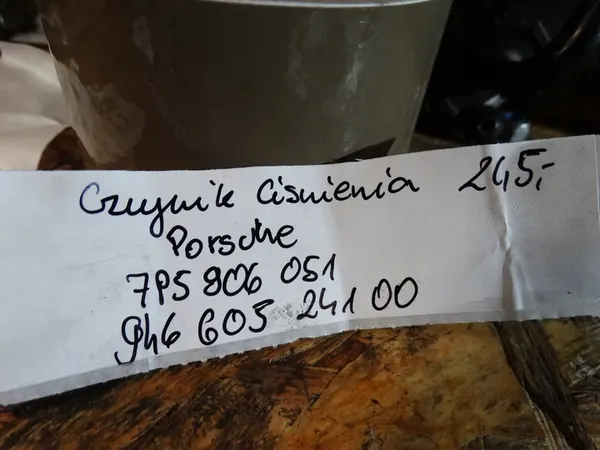 Czujnik Ciśnienia 245,-
Porsche
7P5 906 051
946 605 241 00